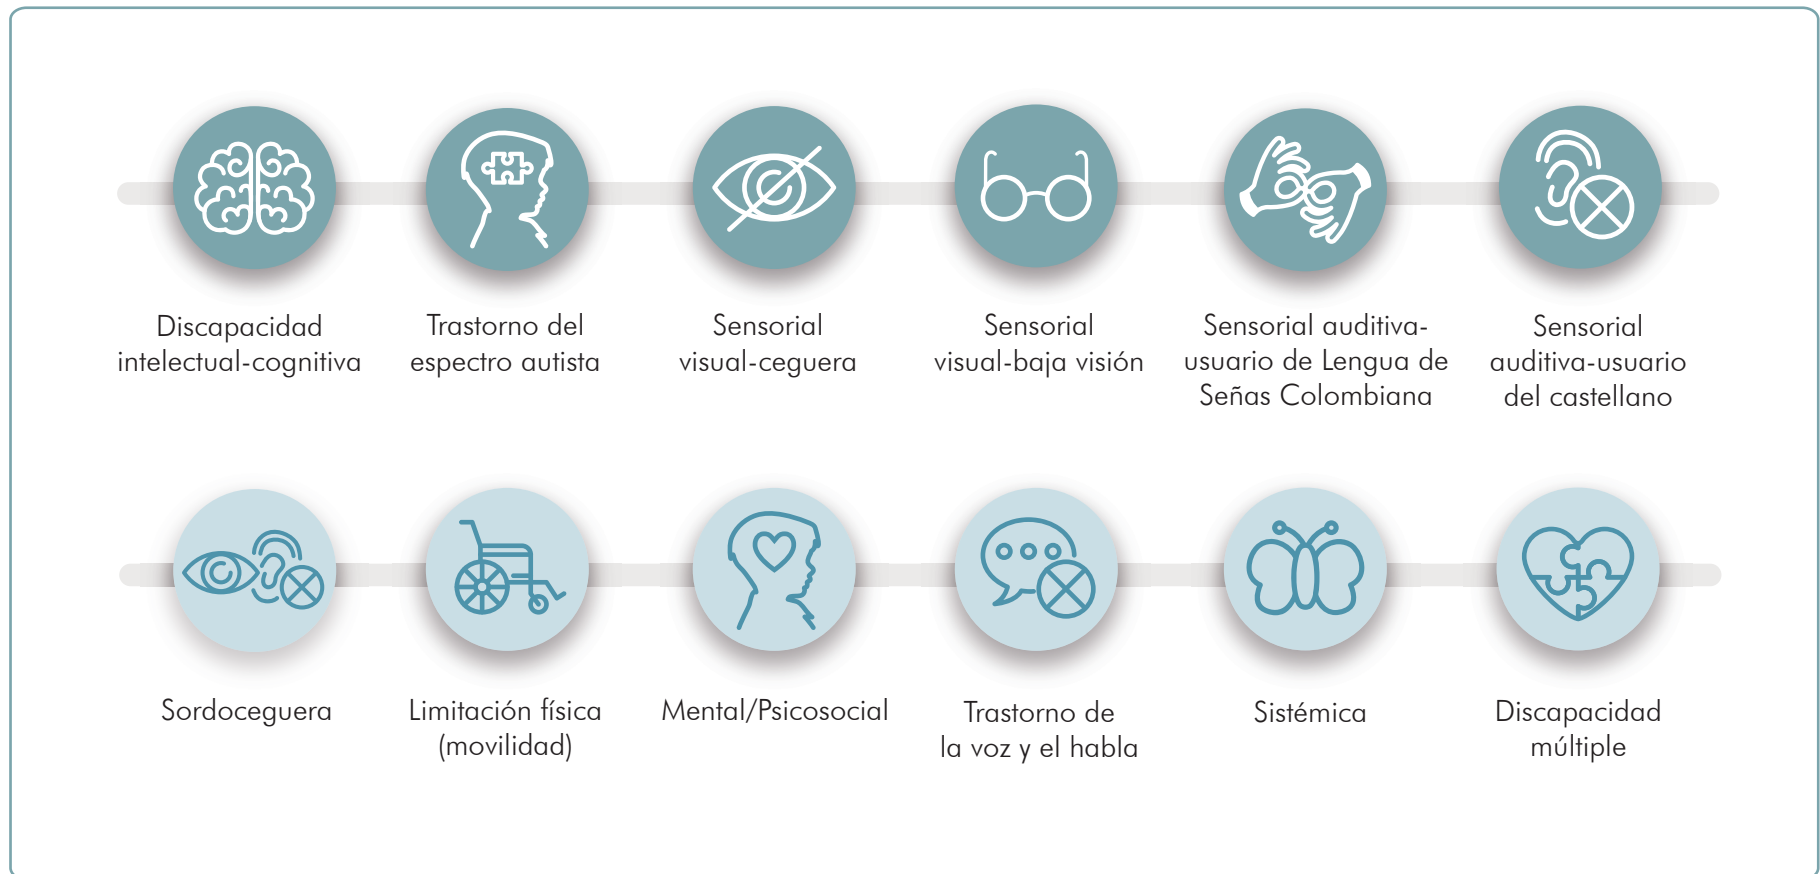 Discapacidad
intelectual-cognitiva
Trastorno del
espectro autista
Sensorial
visual-ceguera
Sensorial
visual-baja visión
Sensorial auditiva-
usuario de Lengua de
Señas Colombiana
Sensorial
auditiva-usuario
del castellano
Sordoceguera
Limitación física
(movilidad)
Mental/Psicosocial
Trastorno de
la voz y el habla
Sistémica
Discapacidad
múltiple